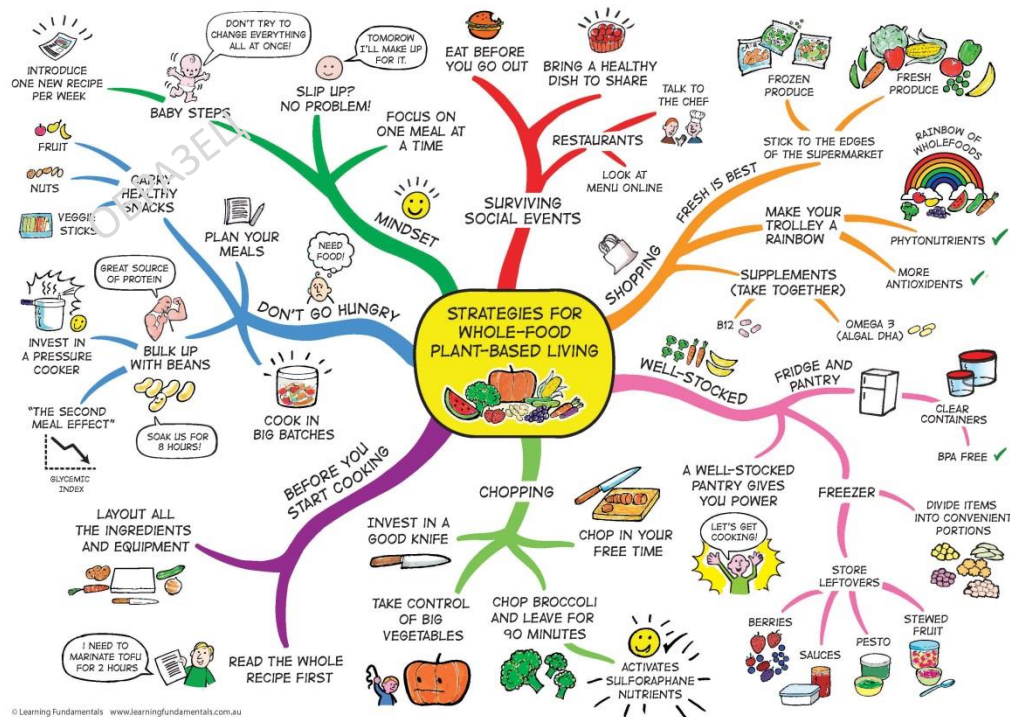 STRATEGIES FOR
WHOLE-FOOD
PLANT-BASED LIVING
MINDSET
BABY STEPS
DON'T TRY TO
CHANGE EVERYTHING
ALL AT ONCE!
INTRODUCE
ONE NEW RECIPE
PER WEEK
SLIP UP?
NO PROBLEM!
TOMOROW
I'LL MAKE UP
FOR IT.
FOCUS ON
ONE MEAL AT
A TIME
SURVIVING
SOCIAL EVENTS
EAT BEFORE
YOU GO OUT
BRING A HEALTHY
DISH TO SHARE
RESTAURANTS
TALK TO
THE CHEF
LOOK AT
MENU ONLINE
SHOPPING
FRESH IS BEST
STICK TO THE EDGES
OF THE SUPERMARKET
FROZEN
PRODUCE
FRESH
PRODUCE
MAKE YOUR
TROLLEY A
RAINBOW
RAINBOW OF
WHOLEFOODS
PHYTONUTRIENTS
MORE
ANTIOXIDENTS
SUPPLEMENTS
(TAKE TOGETHER)
B12
OMEGA 3
(ALGAL DHA)
WELL-STOCKED
FRIDGE AND
PANTRY
CLEAR
CONTAINERS
BPA FREE
A WELL-STOCKED
PANTRY GIVES
YOU POWER
LET'S GET
COOKING!
FREEZER
DIVIDE ITEMS
INTO CONVENIENT
PORTIONS
STORE
LEFTOVERS
BERRIES
SAUCES
PESTO
STEWED
FRUIT
CHOPPING
INVEST IN A
GOOD KNIFE
CHOP IN YOUR
FREE TIME
TAKE CONTROL
OF BIG
VEGETABLES
CHOP BROCCOLI
AND LEAVE FOR
90 MINUTES
ACTIVATES
SULFORAPHANE
NUTRIENTS
BEFORE YOU
START COOKING
LAYOUT ALL
THE INGREDIENTS
AND EQUIPMENT
READ THE WHOLE
RECIPE FIRST
I NEED TO
MARINATE TOFU
FOR 2 HOURS
DON'T GO HUNGRY
NEED
FOOD!
PLAN YOUR
MEALS
CARRY
HEALTHY
SNACKS
FRUIT
NUTS
VEGGIE
STICKS
BULK UP
WITH BEANS
GREAT SOURCE
OF PROTEIN
INVEST IN
A PRESSURE
COOKER
"THE SECOND
MEAL EFFECT"
GLYCEMIC
INDEX
SOAK US FOR
8 HOURS!
COOK IN
BIG BATCHES
ОБРАЗЕЦ
© Learning Fundamentals www.learningfundamentals.com.au